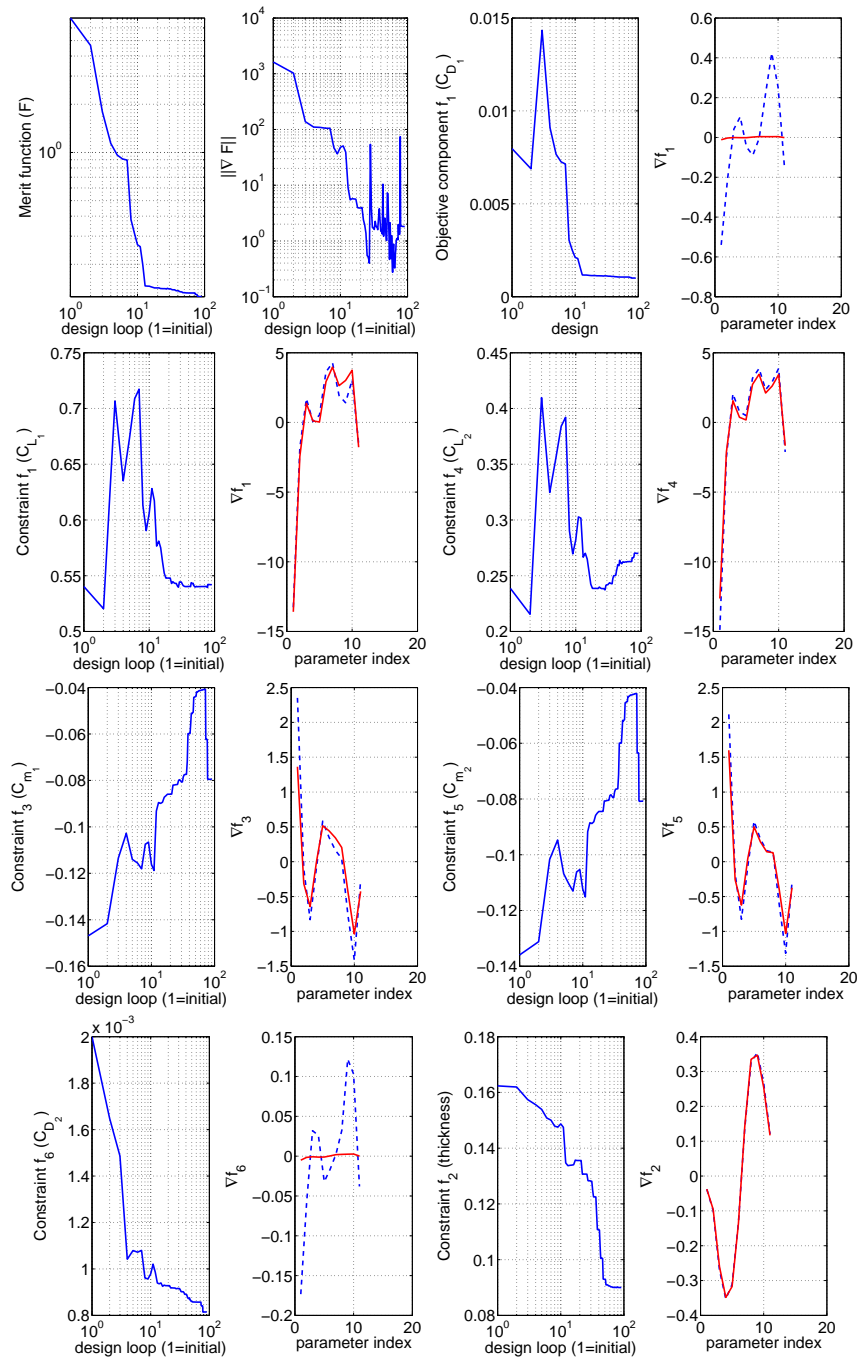 Merit function (F)
10^0
10^0 10^1 10^2
design loop (1=initial)
||∇ F||
10^4
10^3
10^2
10^1
10^0
10^−1
10^0 10^1 10^2
design loop (1=initial)
Objective component f_1 (C_{D_1})
0.015
0.01
0.005
0
10^0 10^1 10^2
design
∇f_1
0.6
0.4
0.2
0
−0.2
−0.4
−0.6
−0.8
0 10 20
parameter index
Constraint f_1 (C_{L_1})
0.75
0.7
0.65
0.6
0.55
0.5
10^0 10^1 10^2
design loop (1=initial)
∇f_1
5
0
−5
−10
−15
0 10 20
parameter index
Constraint f_4 (C_{L_2})
0.45
0.4
0.35
0.3
0.25
0.2
10^0 10^1 10^2
design loop (1=initial)
∇f_4
5
0
−5
−10
−15
0 10 20
parameter index
Constraint f_3 (C_{m_1})
−0.04
−0.06
−0.08
−0.1
−0.12
−0.14
−0.16
10^0 10^1 10^2
design loop (1=initial)
∇f_3
2.5
2
1.5
1
0.5
0
−0.5
−1
−1.5
0 10 20
parameter index
Constraint f_5 (C_{m_2})
−0.04
−0.06
−0.08
−0.1
−0.12
−0.14
10^0 10^1 10^2
design loop (1=initial)
∇f_5
2.5
2
1.5
1
0.5
0
−0.5
−1
−1.5
0 10 20
parameter index
Constraint f_6 (C_{D_2})
x 10^−3
2
1.8
1.6
1.4
1.2
1
0.8
10^0 10^1 10^2
design loop (1=initial)
∇f_6
0.15
0.1
0.05
0
−0.05
−0.1
−0.15
−0.2
0 10 20
parameter index
Constraint f_2 (thickness)
0.18
0.16
0.14
0.12
0.1
0.08
10^0 10^1 10^2
design loop (1=initial)
∇f_2
0.4
0.3
0.2
0.1
0
−0.1
−0.2
−0.3
−0.4
0 10 20
parameter index